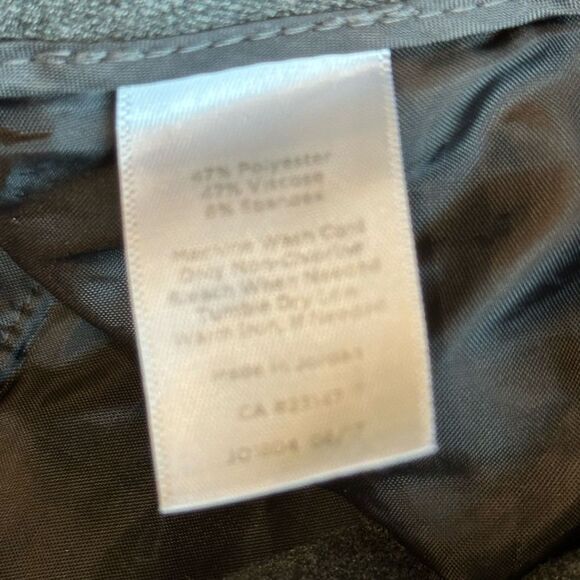 47% Polyester
47% Viscose
6% Spandex
Machine Wash Cold
Only Non-Chlorine
Bleach When Needed
Tumble Dry Low
Warm Iron, If Needed
Made in Jordan
CA